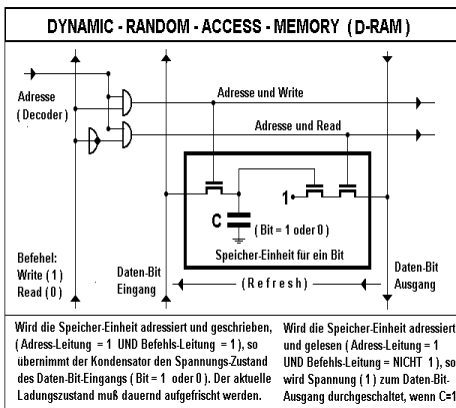 DYNAMIC - RANDOM - ACCESS - MEMORY ( D-RAM )
Adresse
( Decoder )
Adresse und Write
Adresse und Read
1
C
( Bit = 1 oder 0 )
Speicher-Einheit für ein Bit
Befehel:
Write ( 1 )
Read ( 0 )
Daten-Bit
Eingang
( R e f r e s h )
Daten-Bit
Ausgang
Wird die Speicher-Einheit adressiert und geschrieben,
( Adress-Leitung = 1 UND Befehls-Leitung = 1 ), so
übernimmt der Kondensator den Spannungs-Zustand
des Daten-Bit-Eingangs ( Bit = 1 oder 0 ). Der aktuelle
Ladungszustand muß dauernd aufgefrischt werden.
Wird die Speicher-Einheit adressiert
und gelesen ( Adress-Leitung = 1
UND Befehls-Leitung = NICHT 1 ), so
wird Spannung ( 1 ) zum Daten-Bit-
Ausgang durchgeschaltet, wenn C=1